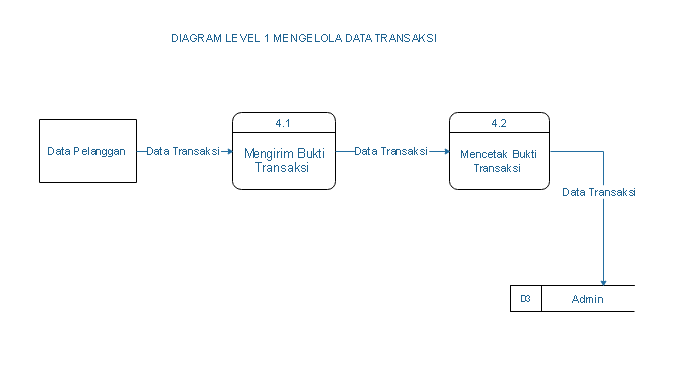 DIAGRAM LEVEL 1 MENGELOLA DATA TRANSAKSI
Data Pelanggan
Data Transaksi
4.1
Mengirim Bukti
Transaksi
Data Transaksi
4.2
Mencetak Bukti
Transaksi
Data Transaksi
D3
Admin